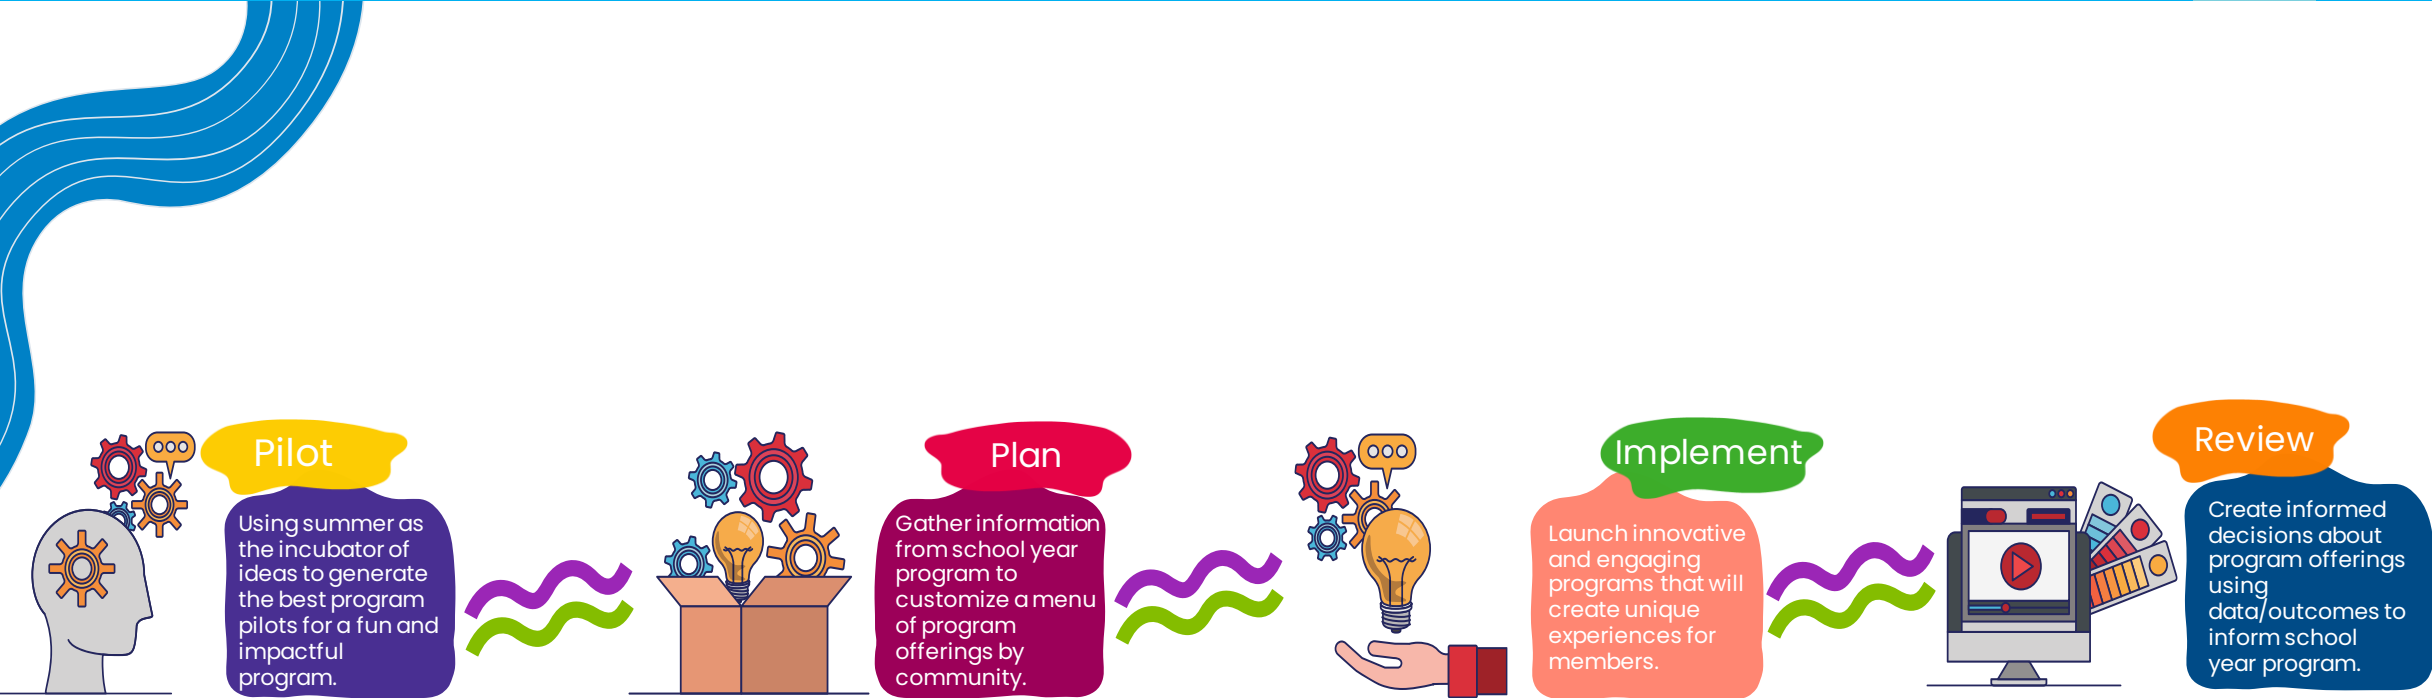 Pilot
Using summer as
the incubator of
ideas to generate
the best program
pilots for a fun and
impactful
program.
Plan
Gather information
from school year
program to
customize a menu
of program
offerings by
community.
Implement
Launch innovative
and engaging
programs that will
create unique
experiences for
members.
Review
Create informed
decisions about
program offerings
using
data/outcomes to
inform school
year program.